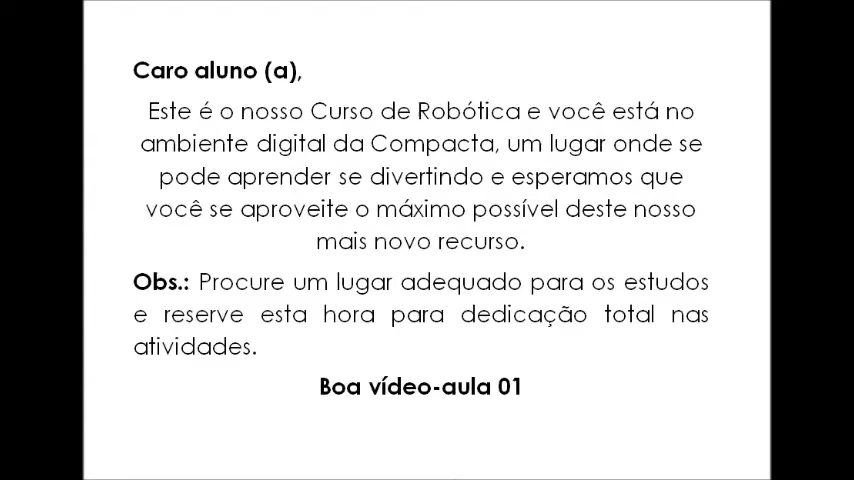 Caro aluno (a),
Este é o nosso Curso de Robótica e você está no
ambiente digital da Compacta, um lugar onde se
pode aprender se divertindo e esperamos que
você se aproveite o máximo possível deste nosso
mais novo recurso.
Obs.: Procure um lugar adequado para os estudos
e reserve esta hora para dedicação total nas
atividades.
Boa vídeo-aula 01